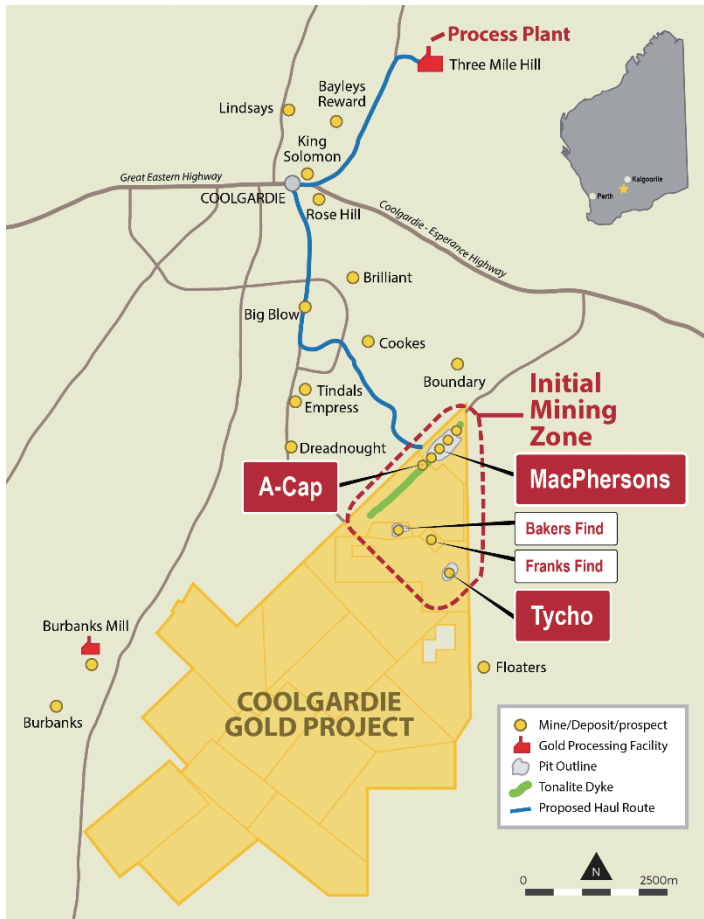 Process Plant
Three Mile Hill
Bayleys
Reward
Lindsays
King
Solomon
Great Eastern Highway
COOLGARDIE
Rose Hill
Coolgardie - Esperance Highway
Kalgoorlie
Perth
Brilliant
Big Blow
Cookes
Boundary
Tindals
Empress
Initial
Mining
Zone
Dreadnought
A-Cap
MacPhersons
Bakers Find
Franks Find
Tycho
Burbanks Mill
Floaters
Burbanks
COOLGARDIE
GOLD PROJECT
Mine/Deposit/prospect
Gold Processing Facility
Pit Outline
Tonalite Dyke
Proposed Haul Route
N
0 2500m